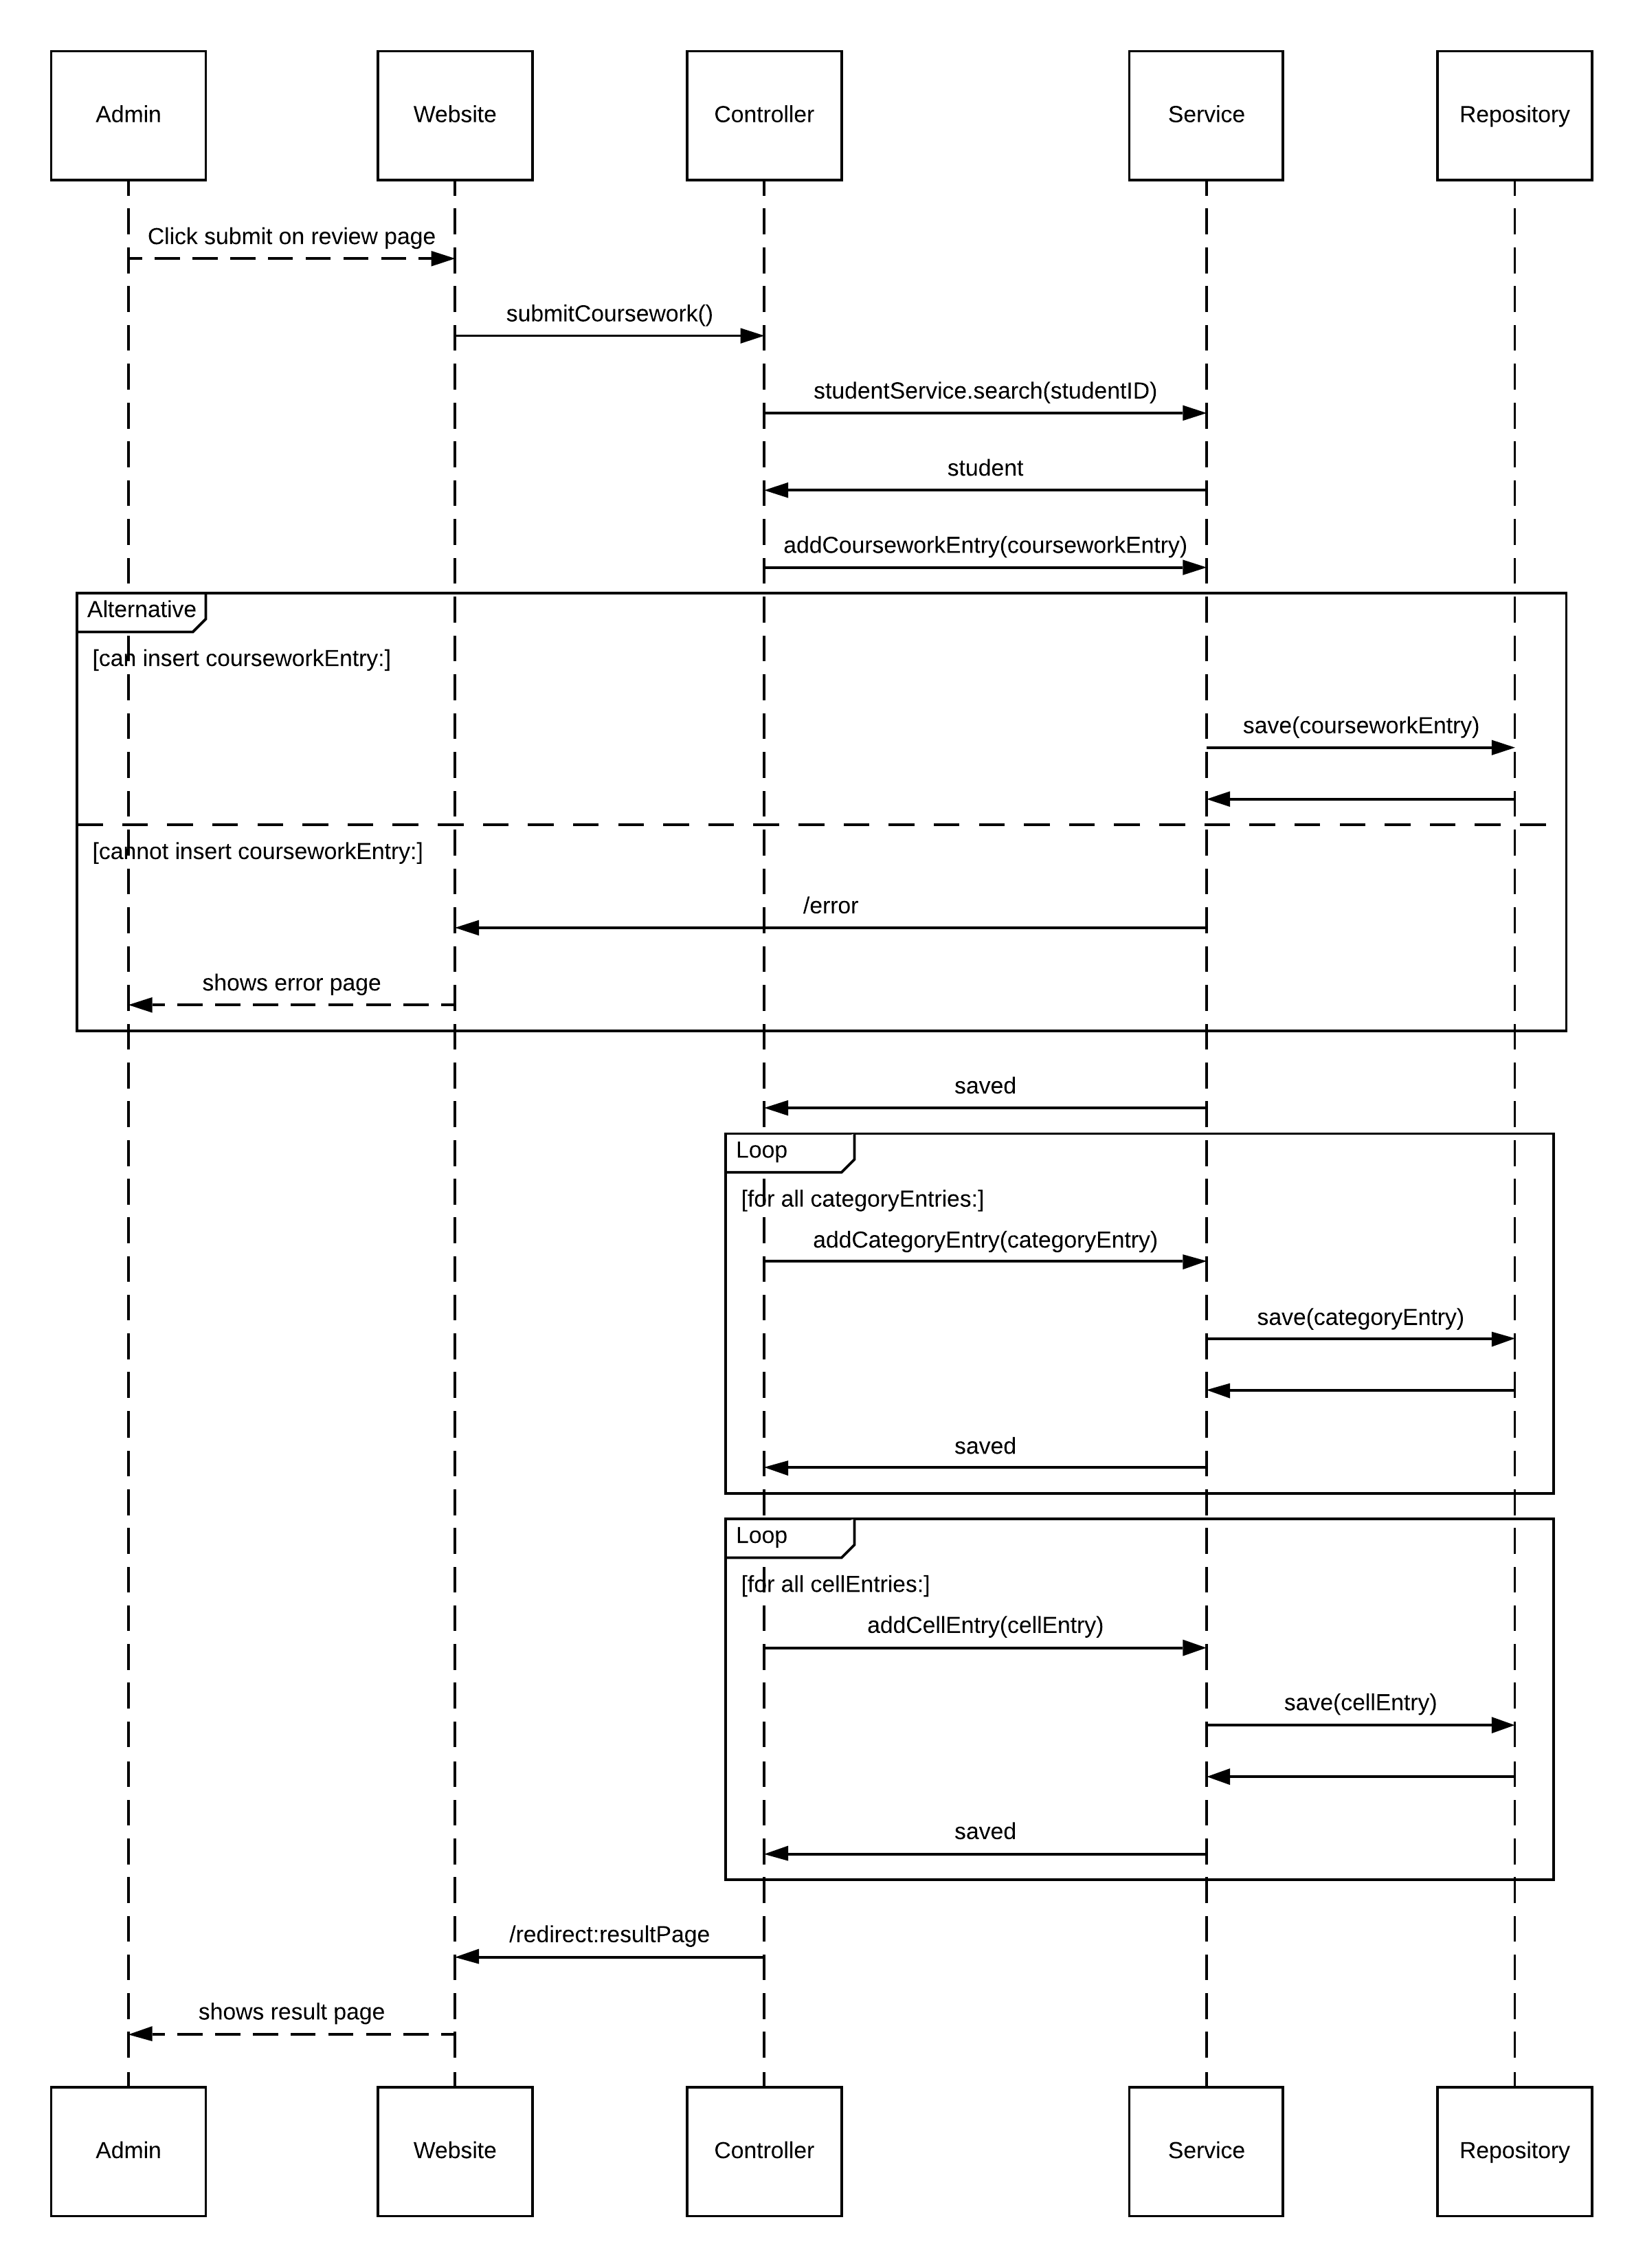 Admin
Website
Controller
Service
Repository
Click submit on review page
submitCoursework()
studentService.search(studentID)
student
addCourseworkEntry(courseworkEntry)
Alternative
[can insert courseworkEntry:]
save(courseworkEntry)
[cannot insert courseworkEntry:]
/error
shows error page
saved
Loop
[for all categoryEntries:]
addCategoryEntry(categoryEntry)
save(categoryEntry)
saved
Loop
[for all cellEntries:]
addCellEntry(cellEntry)
save(cellEntry)
saved
/redirect:resultPage
shows result page
Admin
Website
Controller
Service
Repository